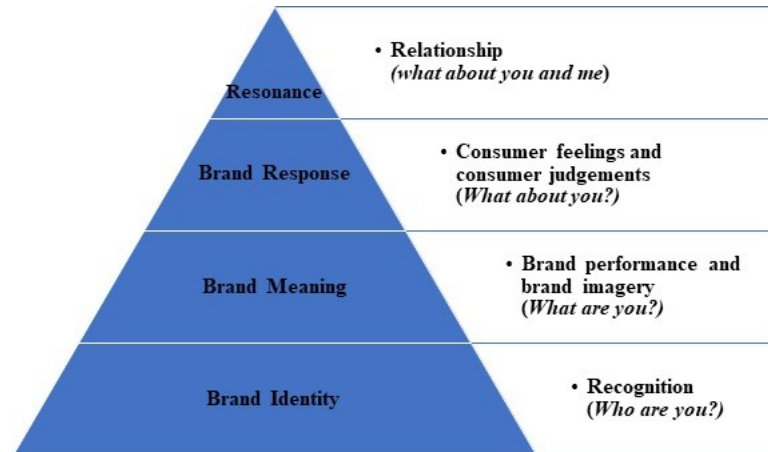 Resonance
• Relationship
(what about you and me)
Brand Response
• Consumer feelings and
consumer judgements
(What about you?)
Brand Meaning
• Brand performance and
brand imagery
(What are you?)
Brand Identity
• Recognition
(Who are you?)